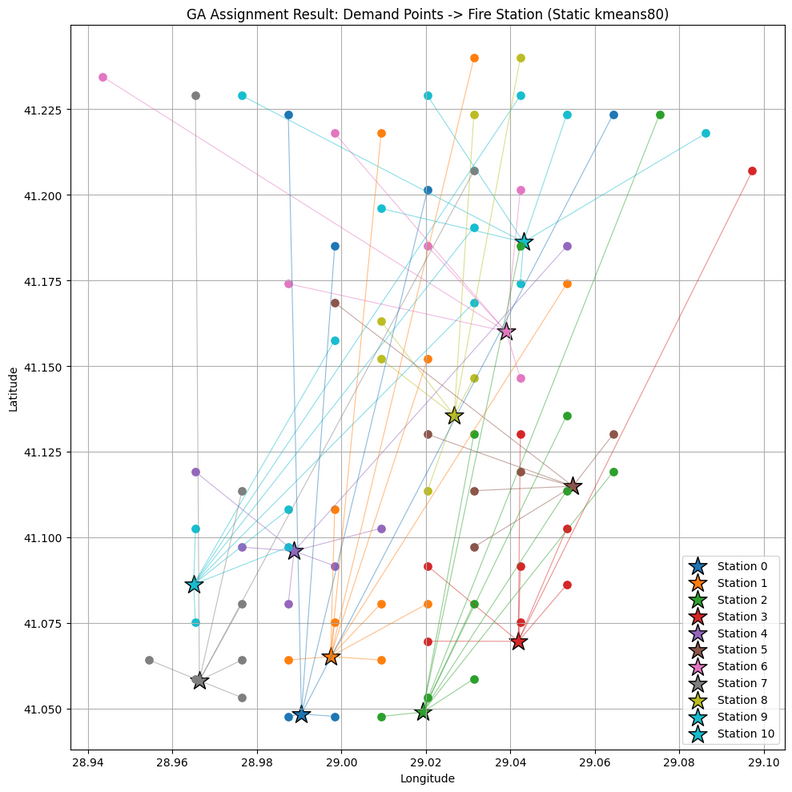 GA Assignment Result: Demand Points -> Fire Station (Static kmeans80)
Latitude
41.225
41.200
41.175
41.150
41.125
41.100
41.075
41.050
Station 0
Station 1
Station 2
Station 3
Station 4
Station 5
Station 6
Station 7
Station 8
Station 9
Station 10
28.94 28.96 28.98 29.00 29.02 29.04 29.06 29.08 29.10
Longitude